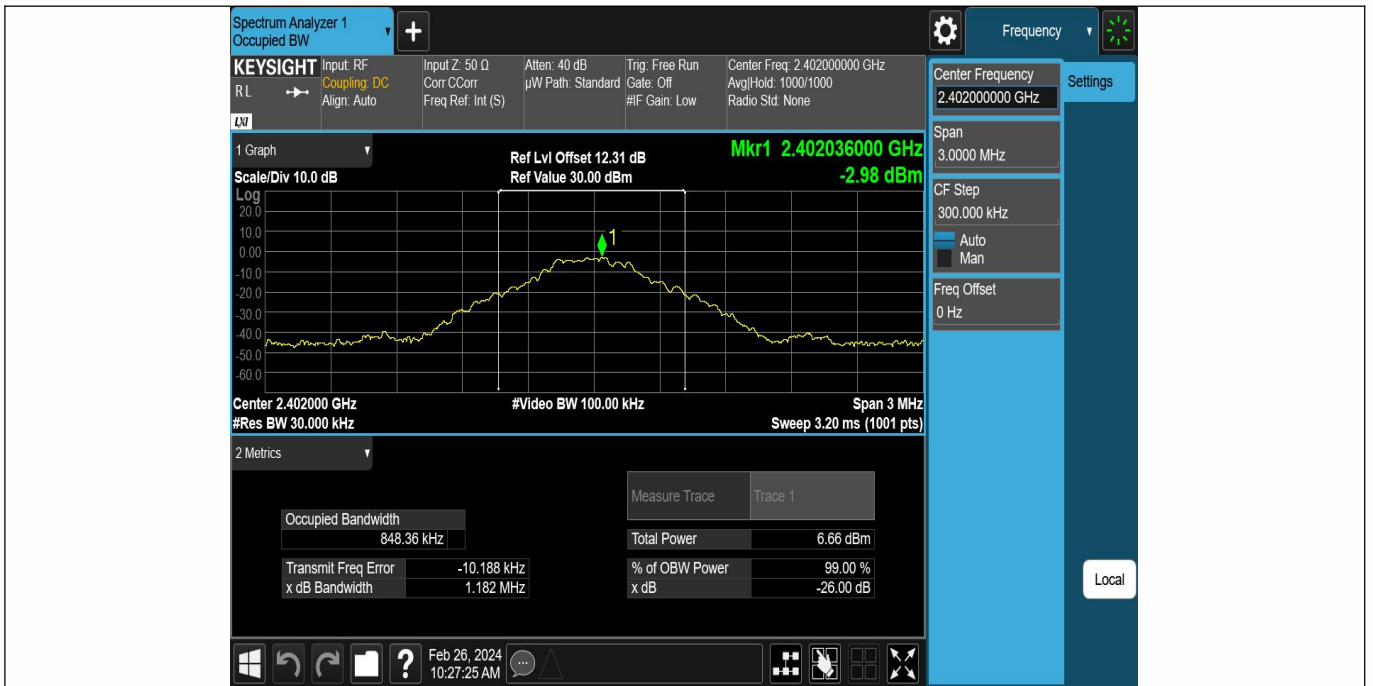 Spectrum Analyzer 1
Occupied BW
+
Frequency
KEYSIGHT
RL
LXI
Input: RF
Coupling: DC
Align: Auto
Input Z: 50 Ω
Corr CCorr
Freq Ref: Int (S)
Atten: 40 dB
µW Path: Standard
Trig: Free Run
Gate: Off
#IF Gain: Low
Center Freq: 2.402000000 GHz
Avg|Hold: 1000/1000
Radio Std: None
Center Frequency
2.402000000 GHz
Settings
Span
3.0000 MHz
CF Step
300.000 kHz
Auto
Man
Freq Offset
0 Hz
Local
1 Graph
Scale/Div 10.0 dB
Ref Lvl Offset 12.31 dB
Ref Value 30.00 dBm
Mkr1 2.402036000 GHz
-2.98 dBm
Log
20.0
10.0
0.00
-10.0
-20.0
-30.0
-40.0
-50.0
-60.0
1
Center 2.402000 GHz
#Video BW 100.00 kHz
Span 3 MHz
#Res BW 30.000 kHz
Sweep 3.20 ms (1001 pts)
2 Metrics
Measure Trace Trace 1
Occupied Bandwidth
848.36 kHz
Total Power 6.66 dBm
Transmit Freq Error -10.188 kHz
% of OBW Power 99.00 %
x dB Bandwidth 1.182 MHz
x dB -26.00 dB
?
Feb 26, 2024
10:27:25 AM